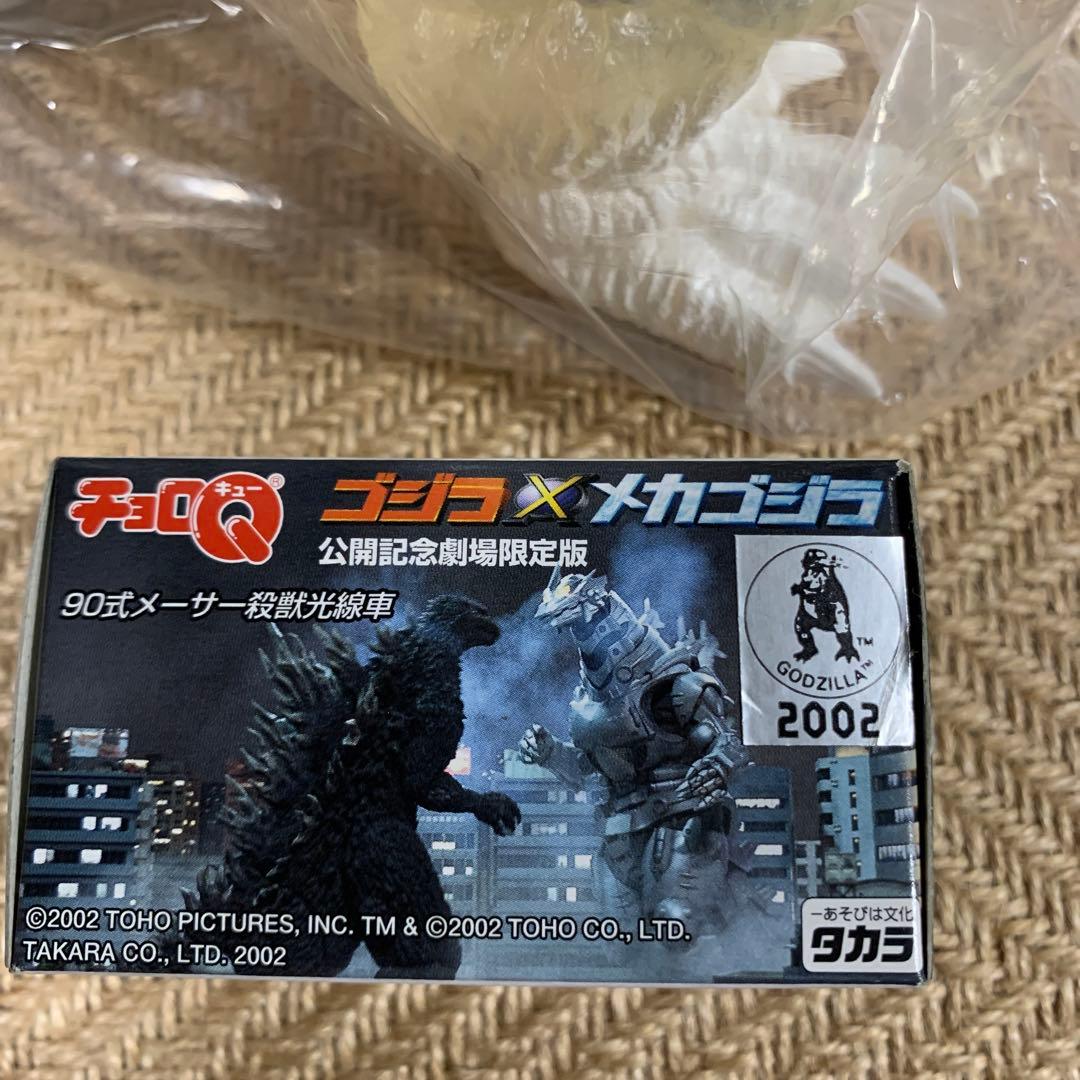 チョロQ キュー ®
ゴジラ X メカゴジラ
公開記念劇場限定版
90式メーサー殺獣光線車
TM
GODZILLA TM
2002
©2002 TOHO PICTURES, INC. TM & ©2002 TOHO CO., LTD.
TAKARA CO., LTD. 2002
ーあそびは文化
タカラ